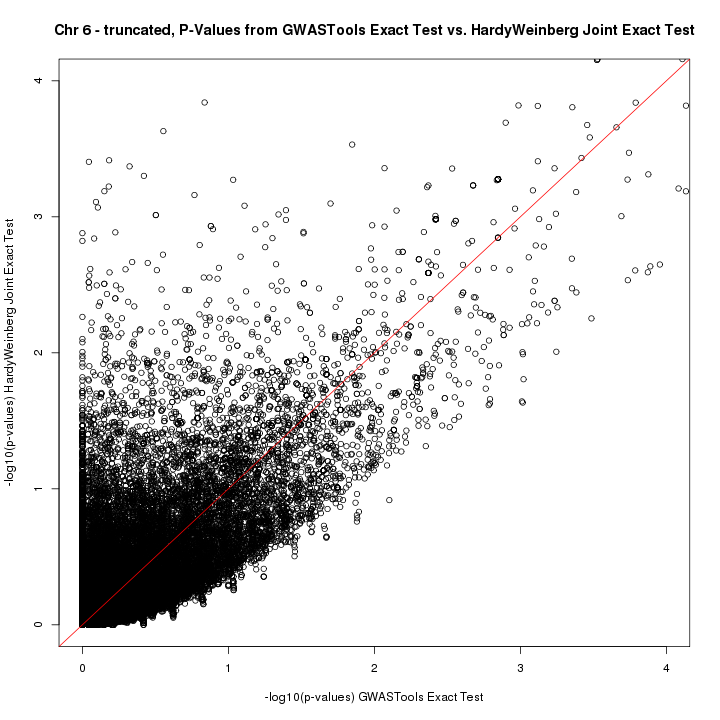 Chr 6 - truncated, P-Values from GWASTools Exact Test vs. HardyWeinberg Joint Exact Test
-log10(p-values) HardyWeinberg Joint Exact Test
4
3
2
1
0
0 1 2 3 4
-log10(p-values) GWASTools Exact Test